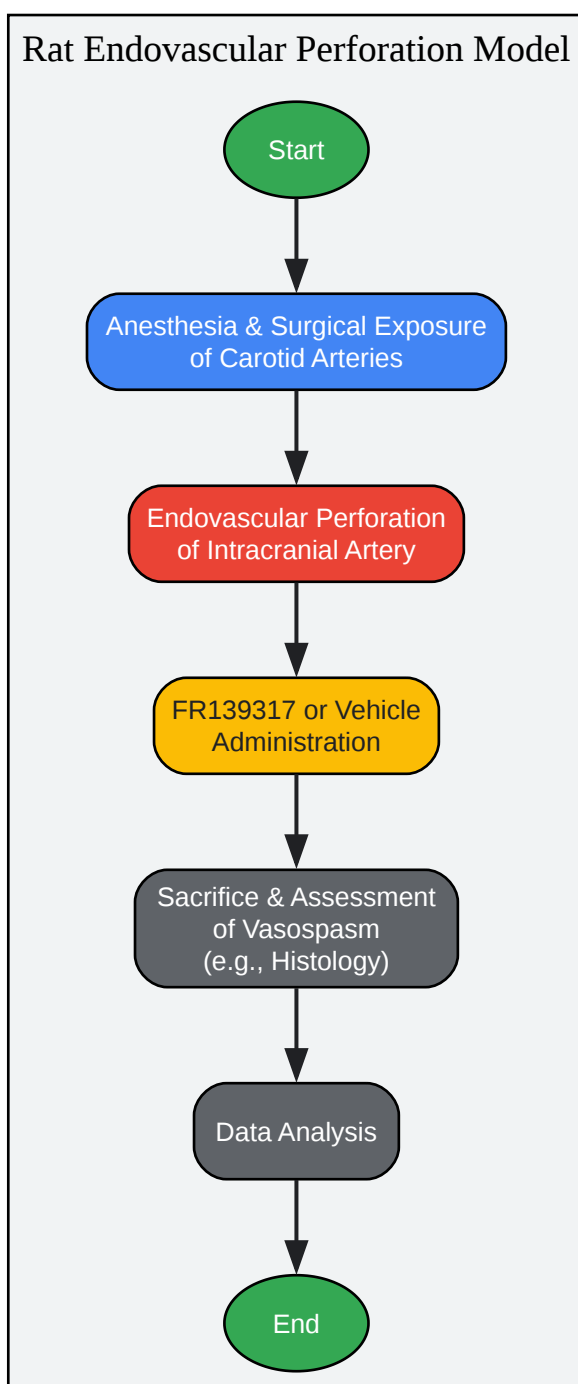 Rat Endovascular Perforation Model
Start
Anesthesia & Surgical Exposure
of Carotid Arteries
Endovascular Perforation
of Intracranial Artery
FR139317 or Vehicle
Administration
Sacrifice & Assessment
of Vasospasm
(e.g., Histology)
Data Analysis
End